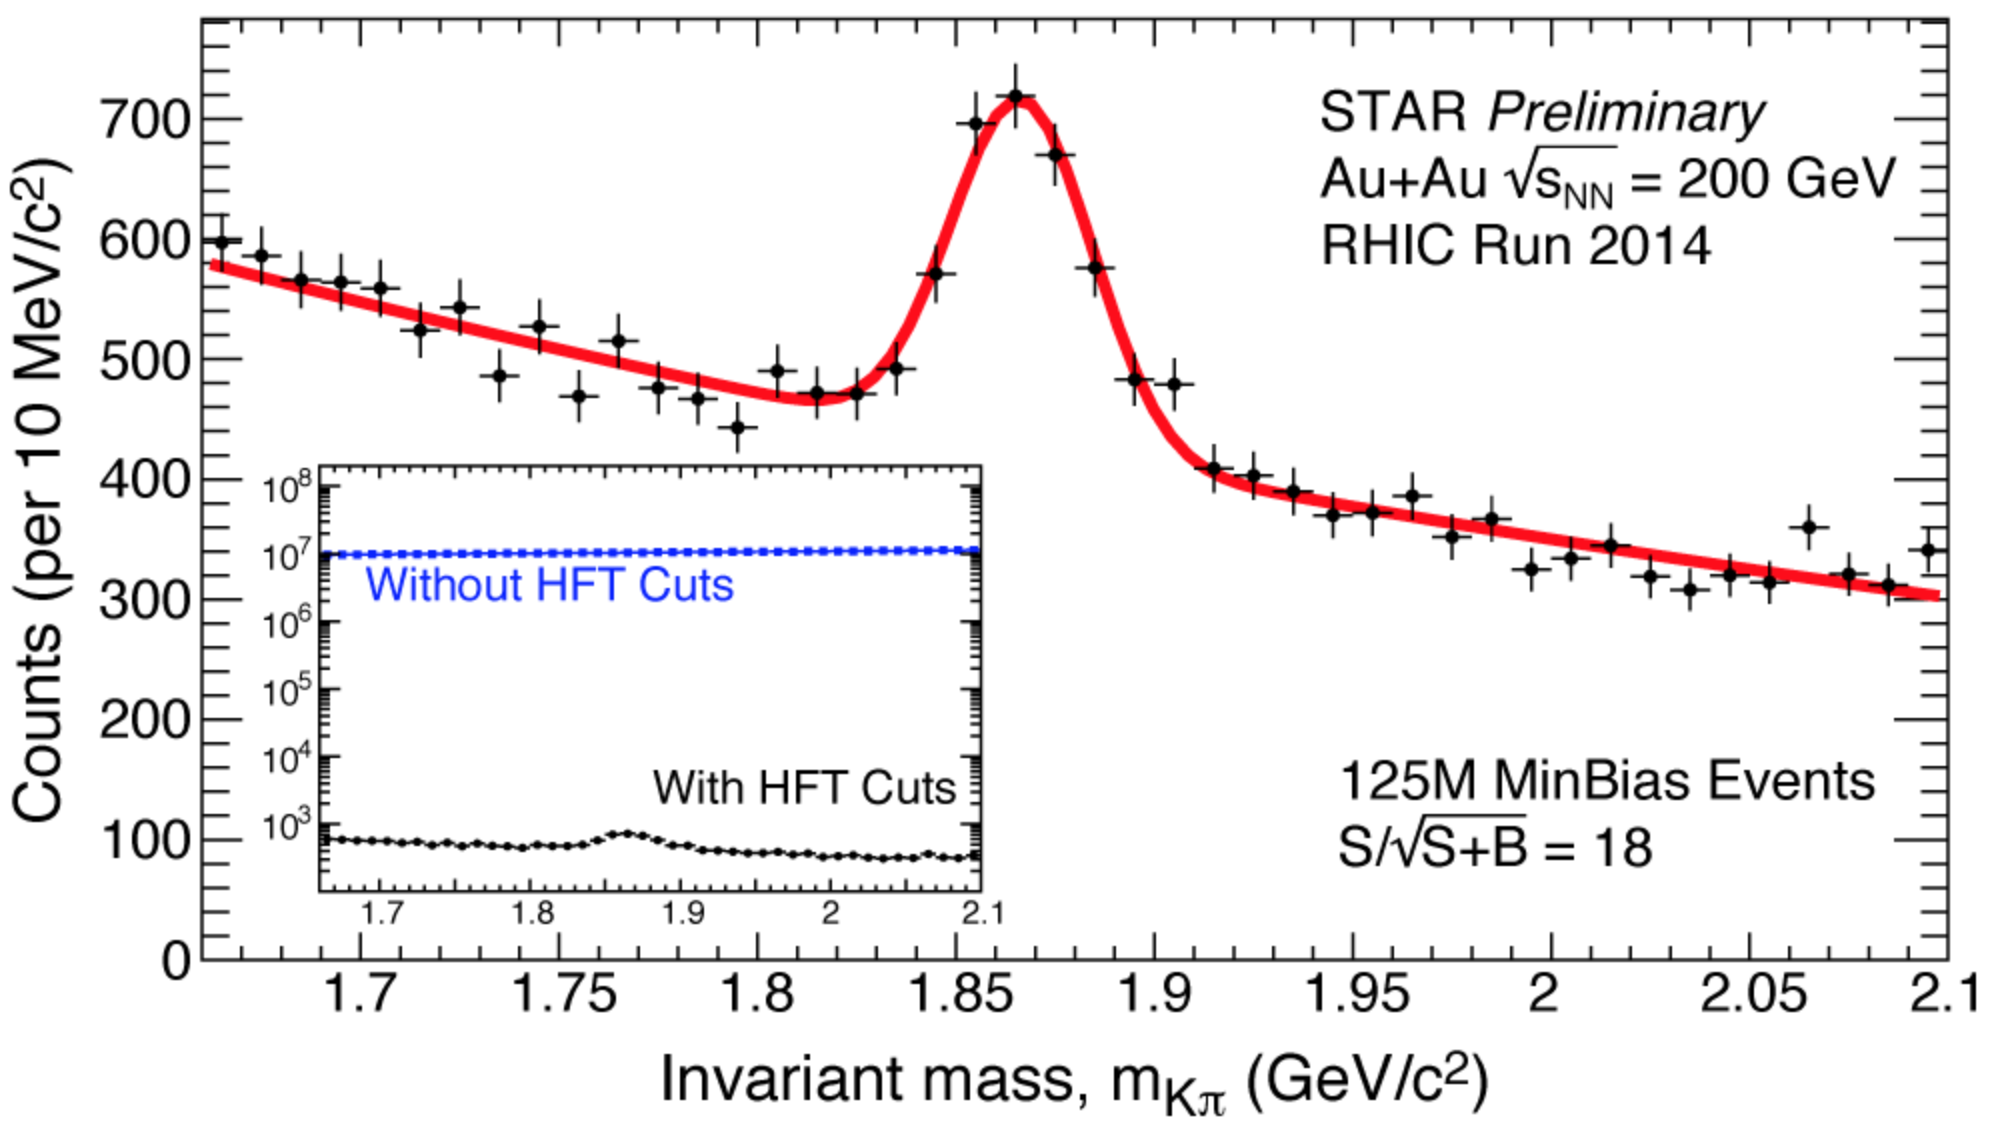 Counts (per 10 MeV/c²)
700
600
500
400
300
200
100
0
STAR Preliminary
Au+Au √sNN = 200 GeV
RHIC Run 2014
10⁸
10⁷
10⁶
10⁵
10⁴
10³
Without HFT Cuts
With HFT Cuts
1.7 1.8 1.9 2 2.1
125M MinBias Events
S/√S+B = 18
1.7 1.75 1.8 1.85 1.9 1.95 2 2.05 2.1
Invariant mass, mKπ (GeV/c²)